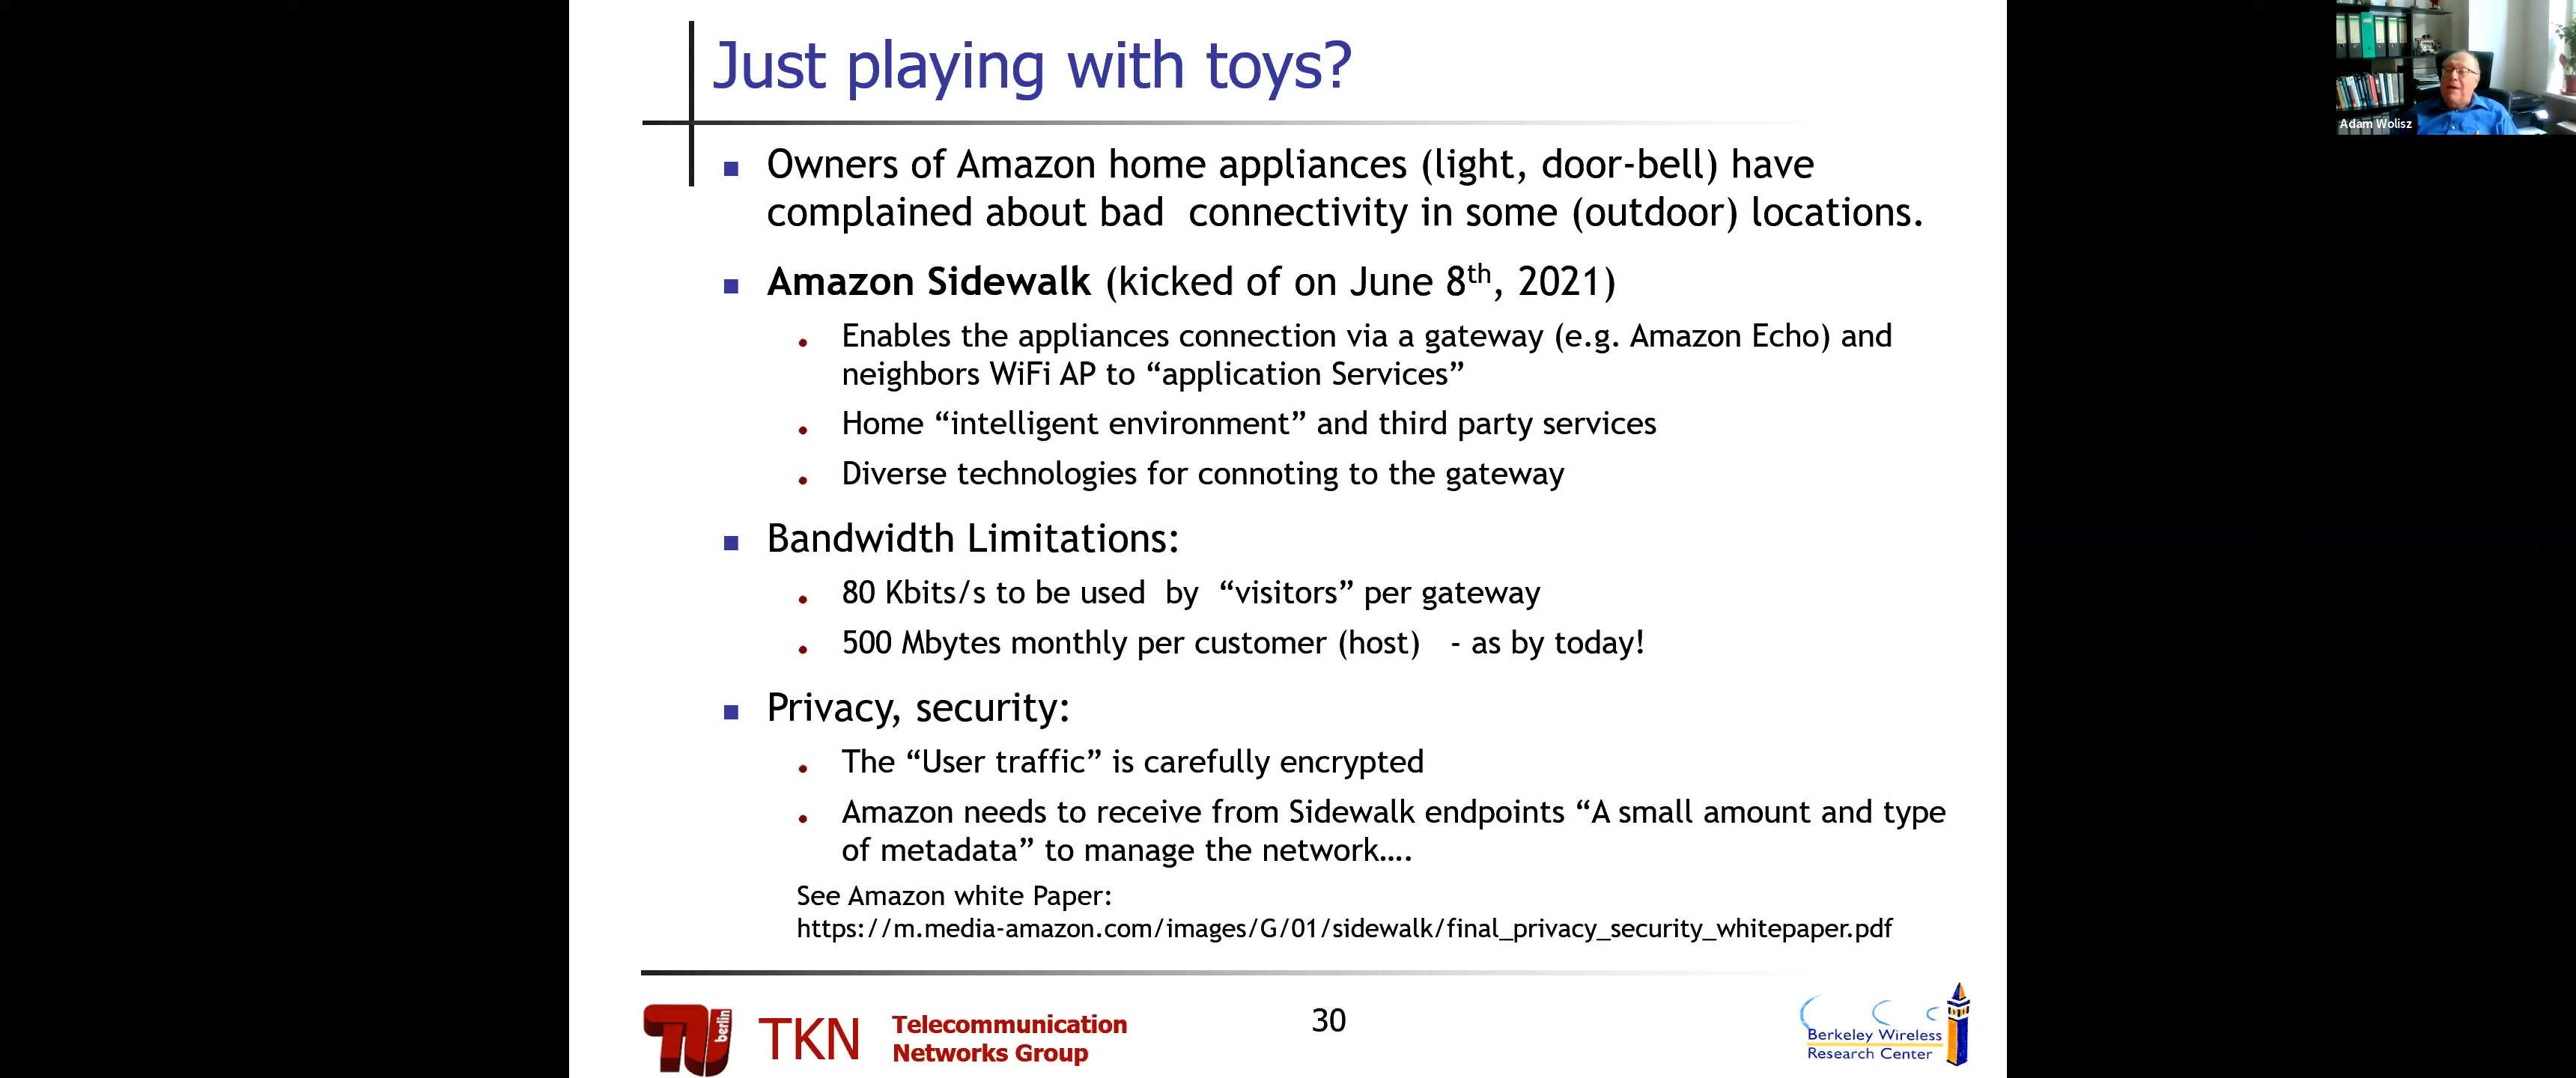 Just playing with toys?
Owners of Amazon home appliances (light, door-bell) have
complained about bad connectivity in some (outdoor) locations.
Amazon Sidewalk (kicked of on June 8th, 2021)
Enables the appliances connection via a gateway (e.g. Amazon Echo) and
neighbors WiFi AP to “application Services”
Home “intelligent environment” and third party services
Diverse technologies for connoting to the gateway
Bandwidth Limitations:
80 Kbits/s to be used by “visitors” per gateway
500 Mbytes monthly per customer (host) - as by today!
Privacy, security:
The “User traffic” is carefully encrypted
Amazon needs to receive from Sidewalk endpoints “A small amount and type
of metadata” to manage the network….
See Amazon white Paper:
https://m.media-amazon.com/images/G/01/sidewalk/final_privacy_security_whitepaper.pdf
TU berlin
TKN
Telecommunication
Networks Group
30
Berkeley Wireless
Research Center
Adam Wolisz